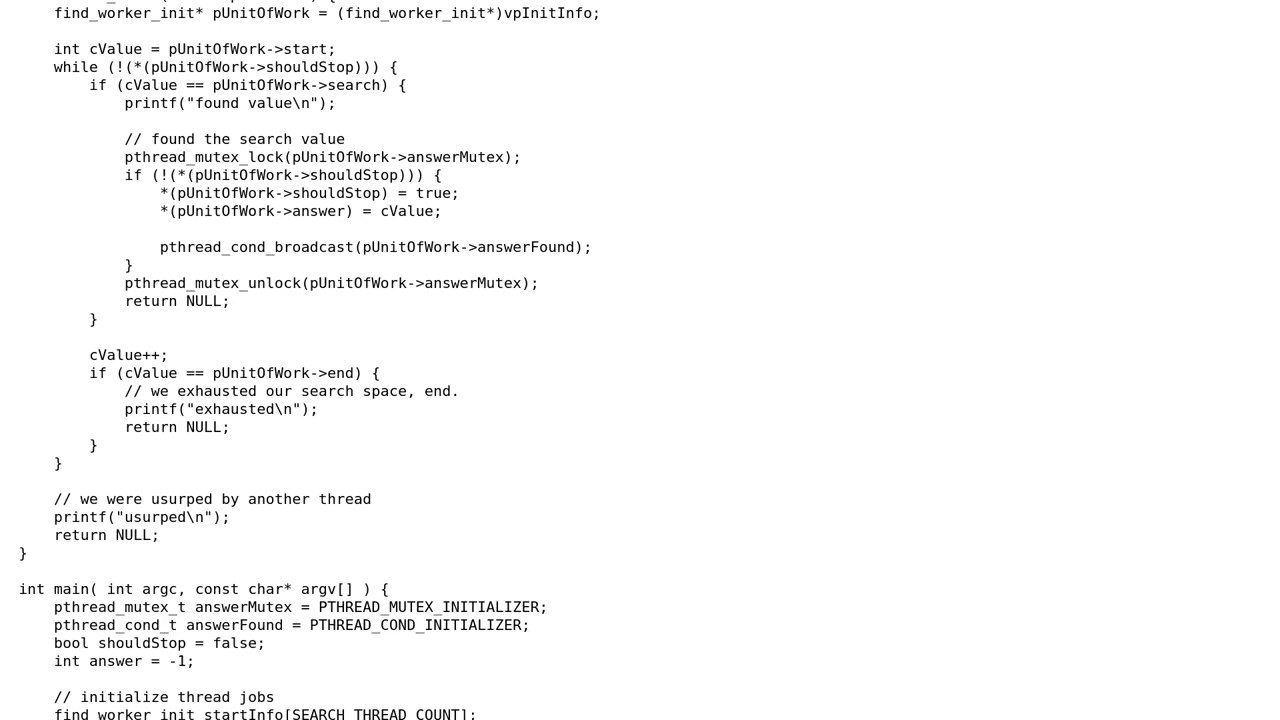 find_worker_init* pUnitOfWork = (find_worker_init*)vpInitInfo;
int cValue = pUnitOfWork->start;
while (!(*(pUnitOfWork->shouldStop))) {
if (cValue == pUnitOfWork->search) {
printf("found value\n");
// found the search value
pthread_mutex_lock(pUnitOfWork->answerMutex);
if (!(*(pUnitOfWork->shouldStop))) {
*(pUnitOfWork->shouldStop) = true;
*(pUnitOfWork->answer) = cValue;
pthread_cond_broadcast(pUnitOfWork->answerFound);
}
pthread_mutex_unlock(pUnitOfWork->answerMutex);
return NULL;
}
cValue++;
if (cValue == pUnitOfWork->end) {
// we exhausted our search space, end.
printf("exhausted\n");
return NULL;
}
}
// we were usurped by another thread
printf("usurped\n");
return NULL;
}
int main( int argc, const char* argv[] ) {
pthread_mutex_t answerMutex = PTHREAD_MUTEX_INITIALIZER;
pthread_cond_t answerFound = PTHREAD_COND_INITIALIZER;
bool shouldStop = false;
int answer = -1;
// initialize thread jobs
find_worker_init startInfo[SEARCH_THREAD_COUNT];